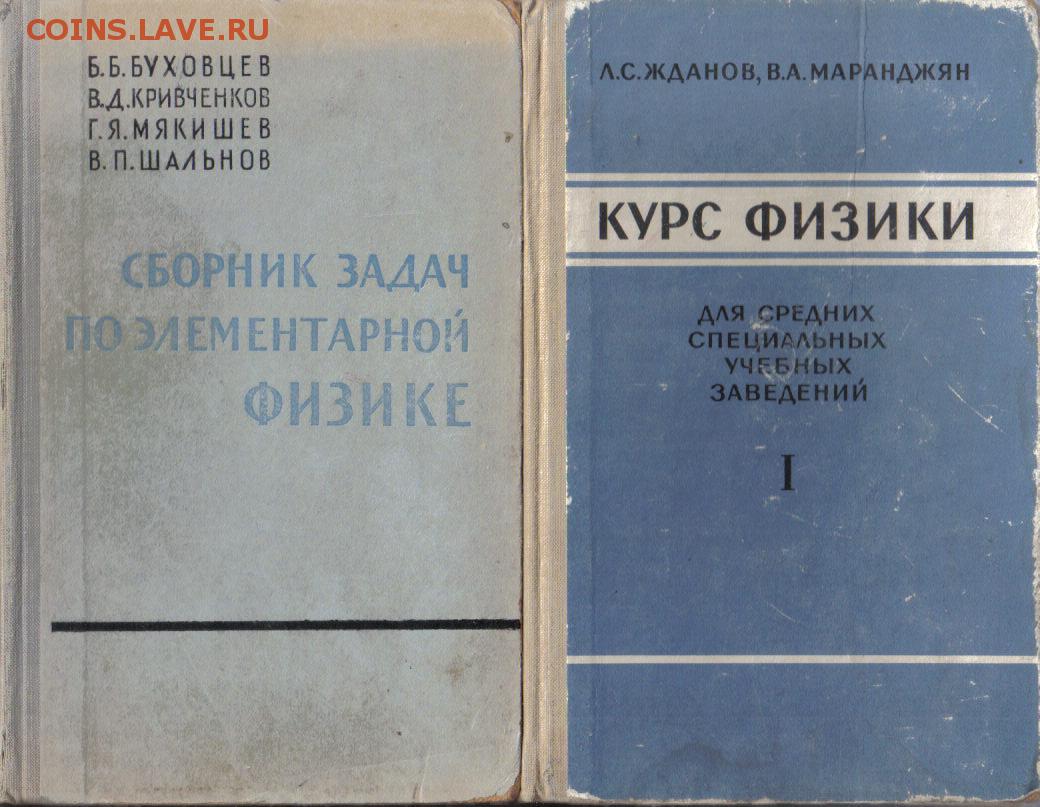 COINS.LAVE.RU
Б.Б.БУХОВЦЕВ
В.Д.КРИВЧЕНКОВ
Г.Я.МЯКИШЕВ
В.П.ШАЛЬНОВ
СБОРНИК ЗАДАЧ
ПО ЭЛЕМЕНТАРНОЙ
ФИЗИКЕ
Л.С.ЖДАНОВ, В.А.МАРАНДЖЯН
КУРС ФИЗИКИ
ДЛЯ СРЕДНИХ
СПЕЦИАЛЬНЫХ
УЧЕБНЫХ
ЗАВЕДЕНИЙ
I